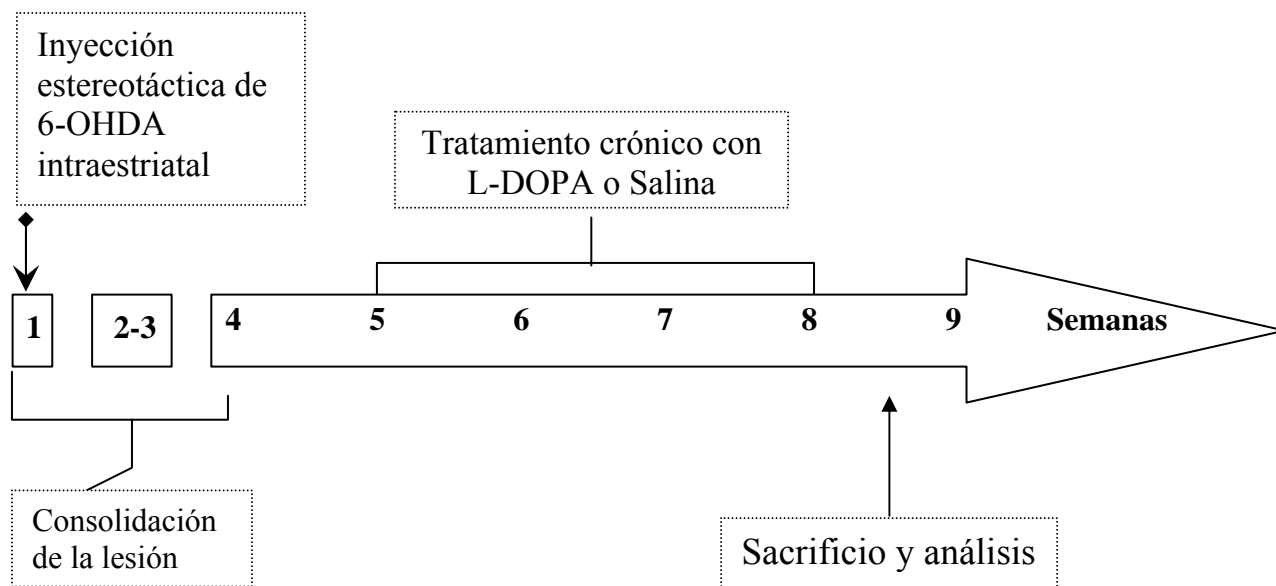 Inyección
estereotáctica de
6-OHDA
intraestriatal
Tratamiento crónico con
L-DOPA o Salina
1 2-3 4 5 6 7 8 9 Semanas
Consolidación
de la lesión
Sacrificio y análisis